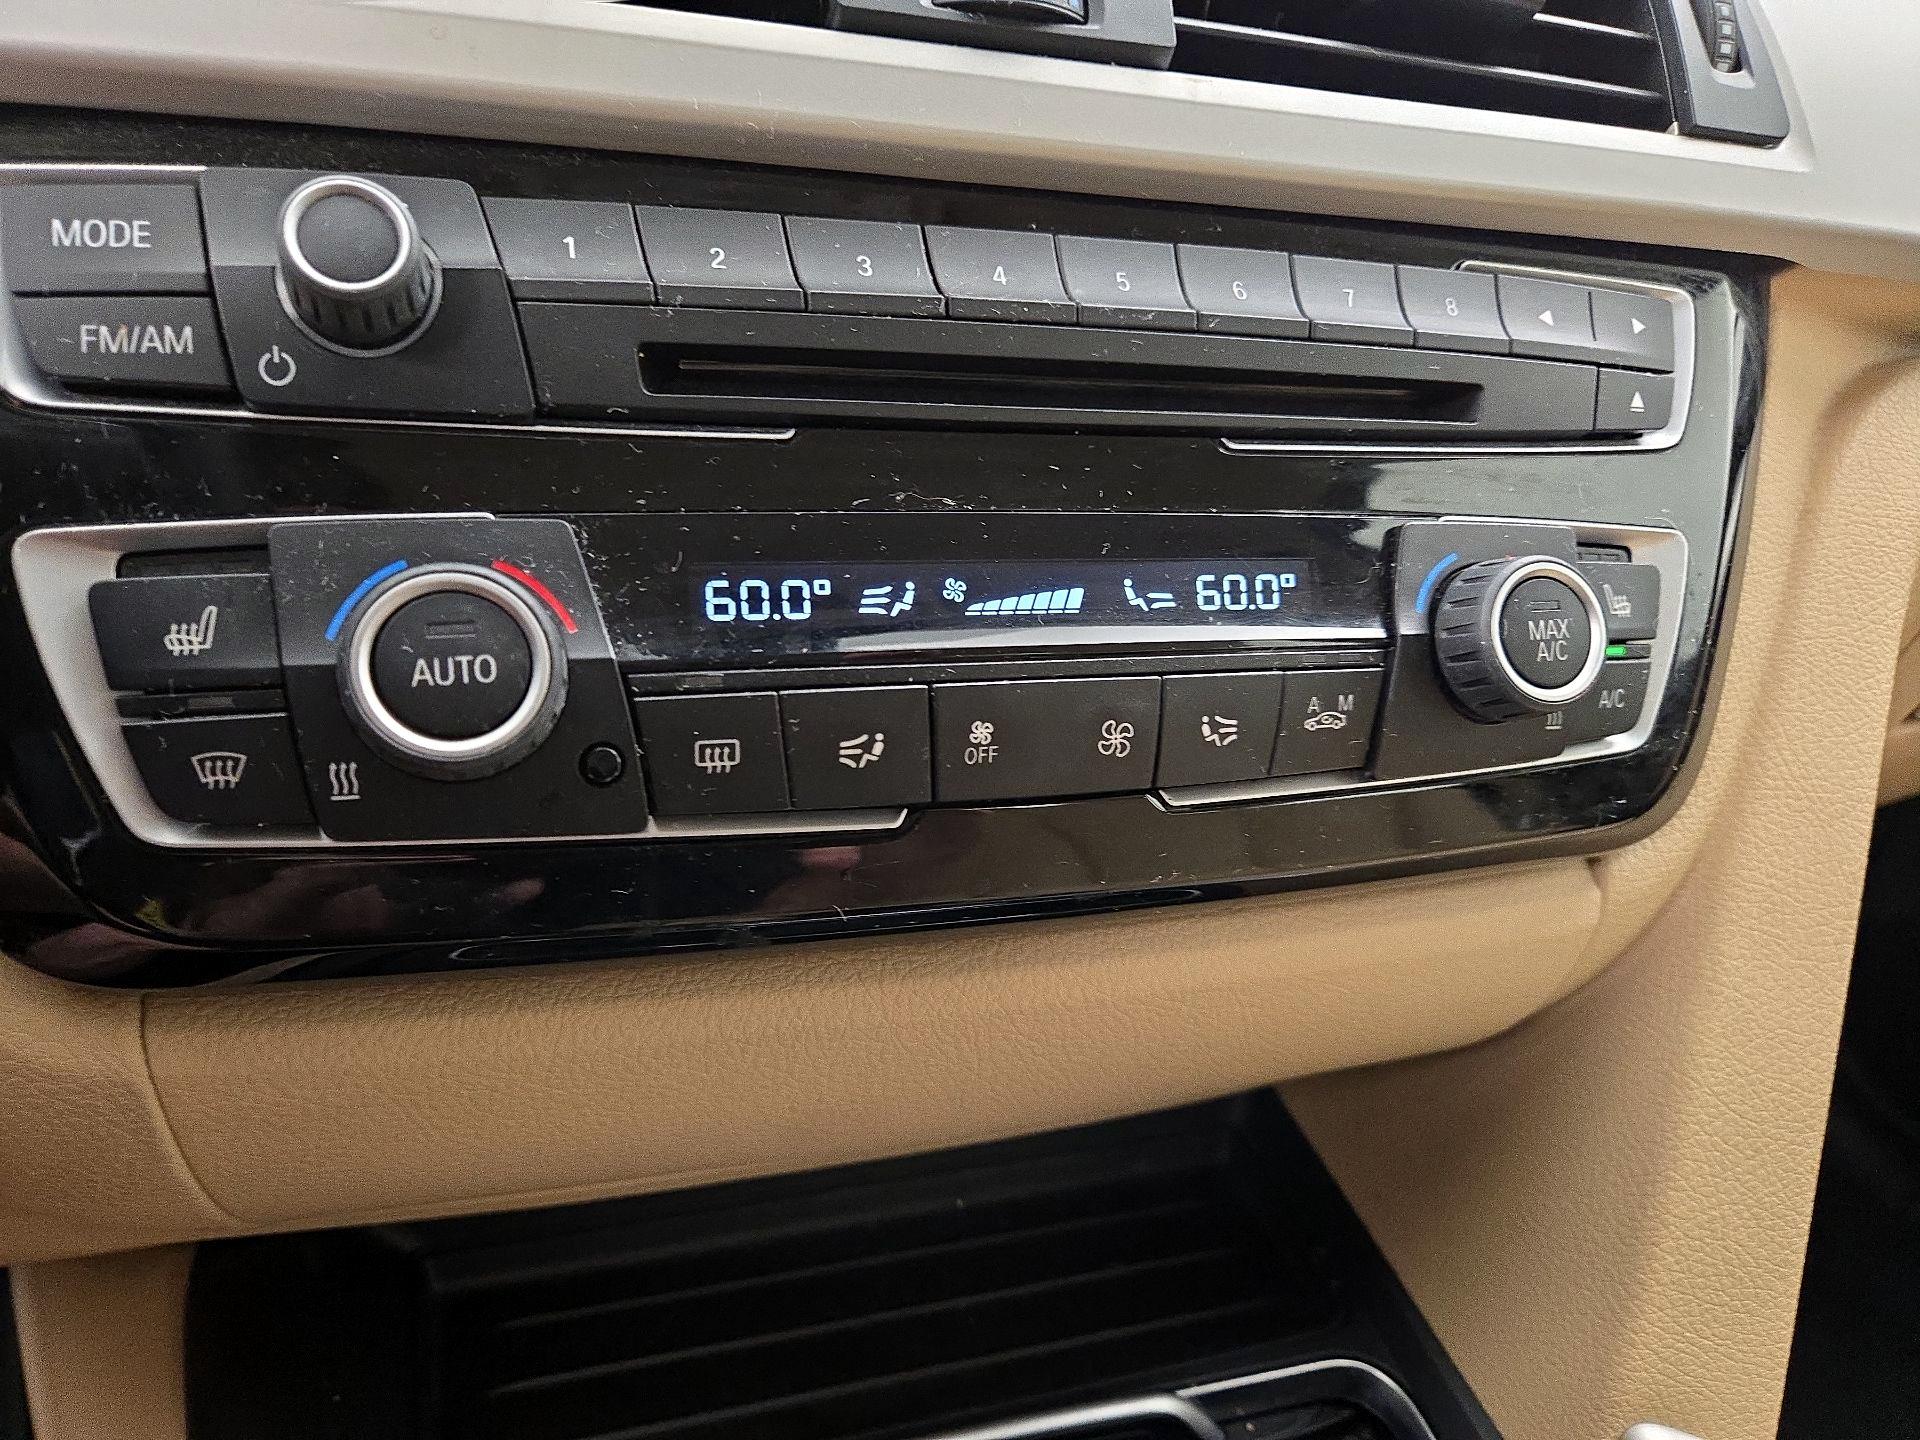 MODE
1 2 3 4 5 6 7 8
FM/AM
60.0° 60.0°
AUTO
MAX
A/C
A/C
OFF
A M